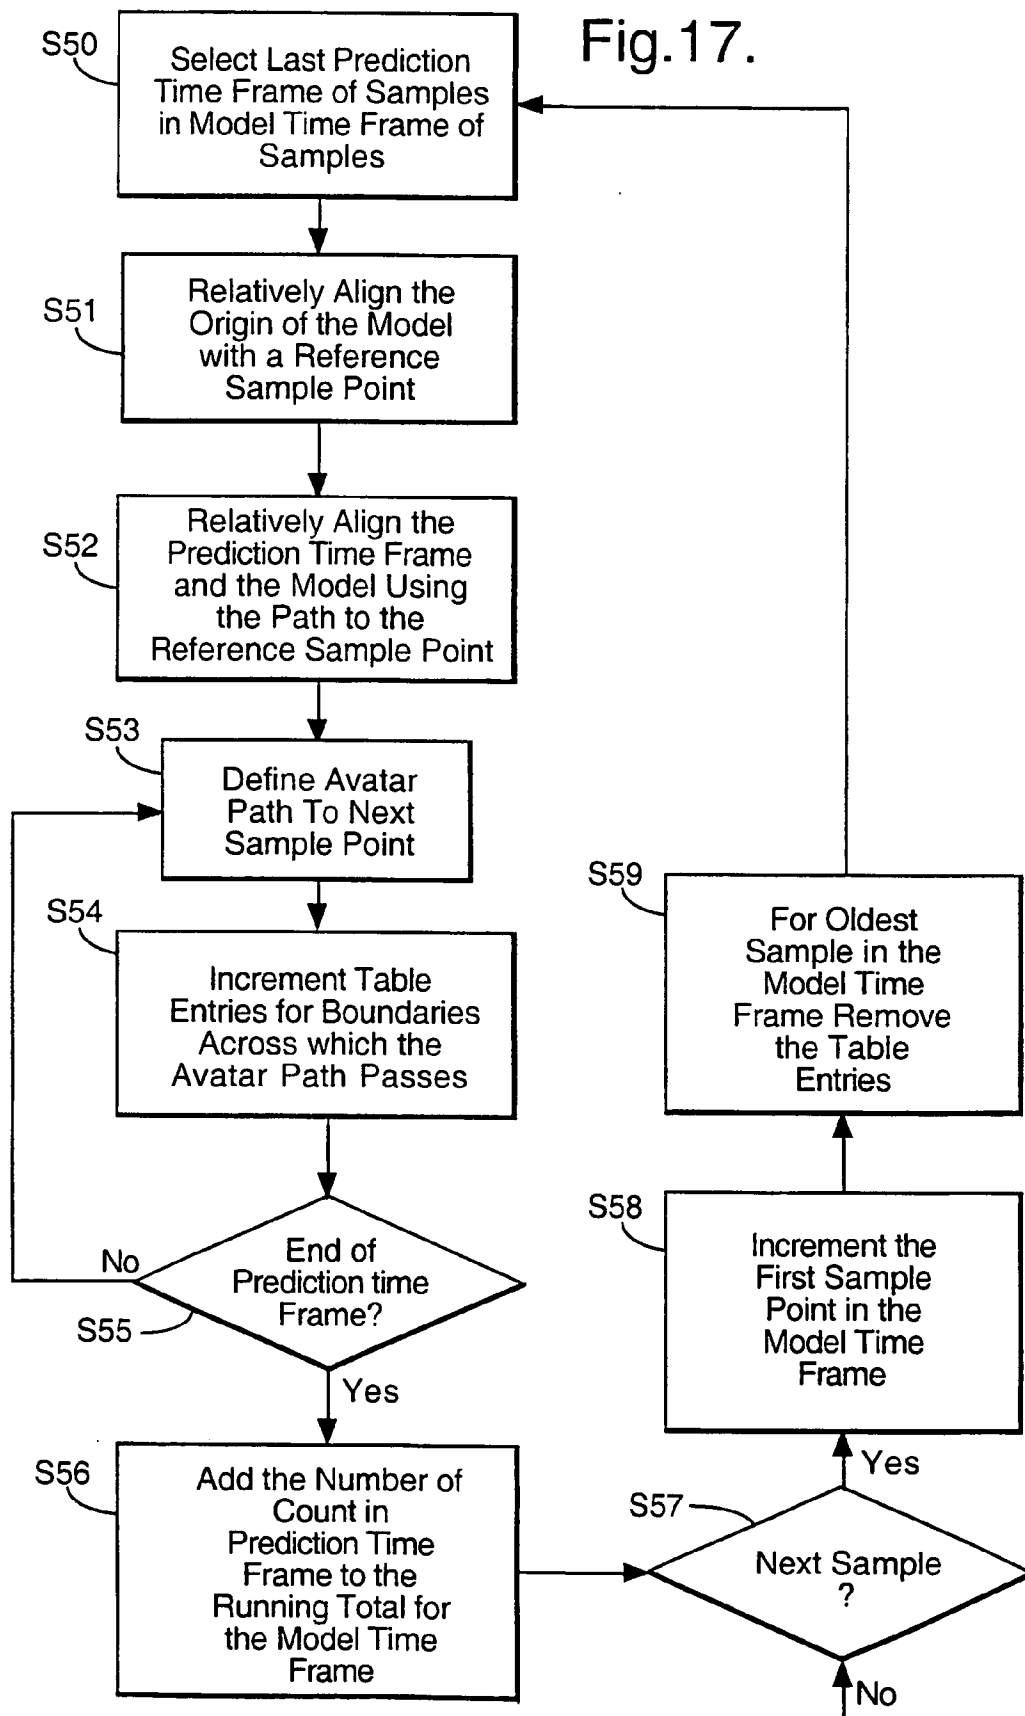 Fig.17.
S50
Select Last Prediction
Time Frame of Samples
in Model Time Frame of
Samples
S51
Relatively Align the
Origin of the Model
with a Reference
Sample Point
S52
Relatively Align the
Prediction Time Frame
and the Model Using
the Path to the
Reference Sample Point
S53
Define Avatar
Path To Next
Sample Point
S54
Increment Table
Entries for Boundaries
Across which the
Avatar Path Passes
No
End of
Prediction time
Frame?
S55
Yes
S56
Add the Number of
Count in
Prediction Time
Frame to the
Running Total for
the Model Time
Frame
S57
Next Sample
?
No
Yes
S58
Increment the
First Sample
Point in the
Model Time
Frame
S59
For Oldest
Sample in the
Model Time
Frame Remove
the Table
Entries